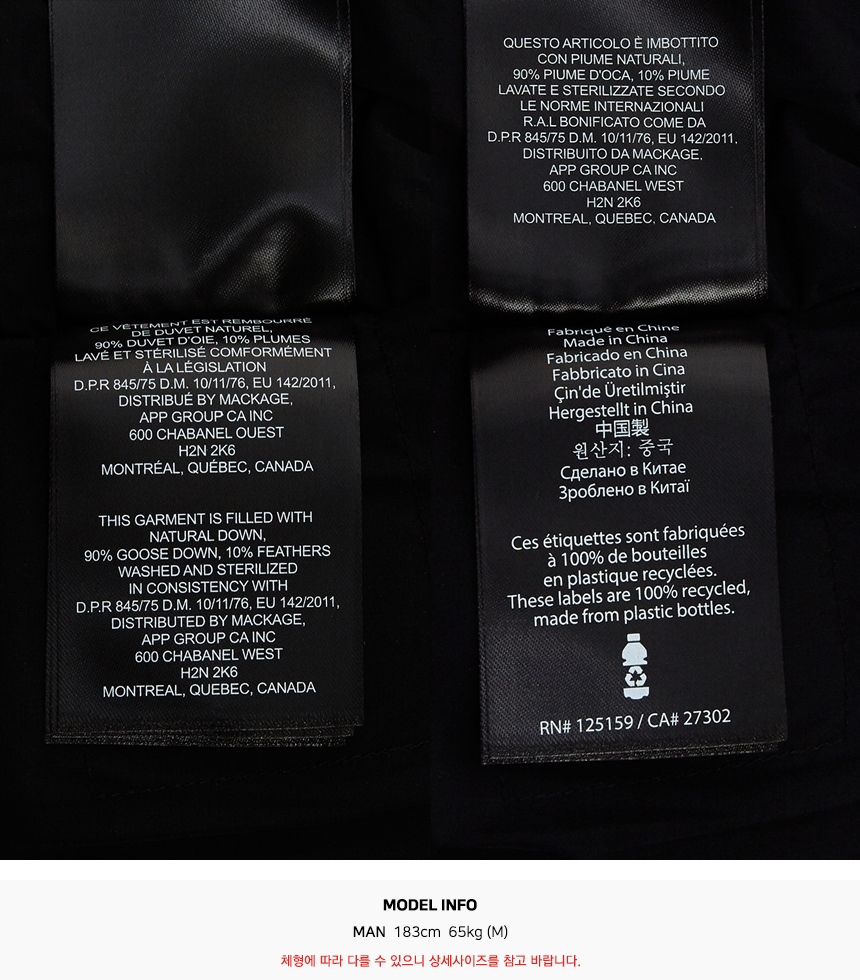 CE VÊTEMENT EST REMBOURRÉ
DE DUVET NATUREL,
90% DUVET D'OIE, 10% PLUMES
LAVÉ ET STÉRILISÉ COMFORMÉMENT
À LA LÉGISLATION
D.P.R 845/75 D.M. 10/11/76, EU 142/2011,
DISTRIBUÉ BY MACKAGE,
APP GROUP CA INC
600 CHABANEL OUEST
H2N 2K6
MONTRÉAL, QUÉBEC, CANADA
THIS GARMENT IS FILLED WITH
NATURAL DOWN,
90% GOOSE DOWN, 10% FEATHERS
WASHED AND STERILIZED
IN CONSISTENCY WITH
D.P.R 845/75 D.M. 10/11/76, EU 142/2011,
DISTRIBUTED BY MACKAGE,
APP GROUP CA INC
600 CHABANEL WEST
H2N 2K6
MONTREAL, QUEBEC, CANADA
QUESTO ARTICOLO È IMBOTTITO
CON PIUME NATURALI,
90% PIUME D'OCA, 10% PIUME
LAVATE E STERILIZZATE SECONDO
LE NORME INTERNAZIONALI
R.A.L BONIFICATO COME DA
D.P.R 845/75 D.M. 10/11/76, EU 142/2011,
DISTRIBUITO DA MACKAGE,
APP GROUP CA INC
600 CHABANEL WEST
H2N 2K6
MONTREAL, QUEBEC, CANADA
Fabriqué en Chine
Made in China
Fabricado en China
Fabbricato in Cina
Çin'de Üretilmiştir
Hergestellt in China
中国製
원산지: 중국
Сделано в Китае
Зроблено в Китаї
Ces étiquettes sont fabriquées
à 100% de bouteilles
en plastique recyclées.
These labels are 100% recycled,
made from plastic bottles.
RN# 125159 / CA# 27302
MODEL INFO
MAN 183cm 65kg (M)
체형에 따라 다를 수 있으니 상세사이즈를 참고 바랍니다.